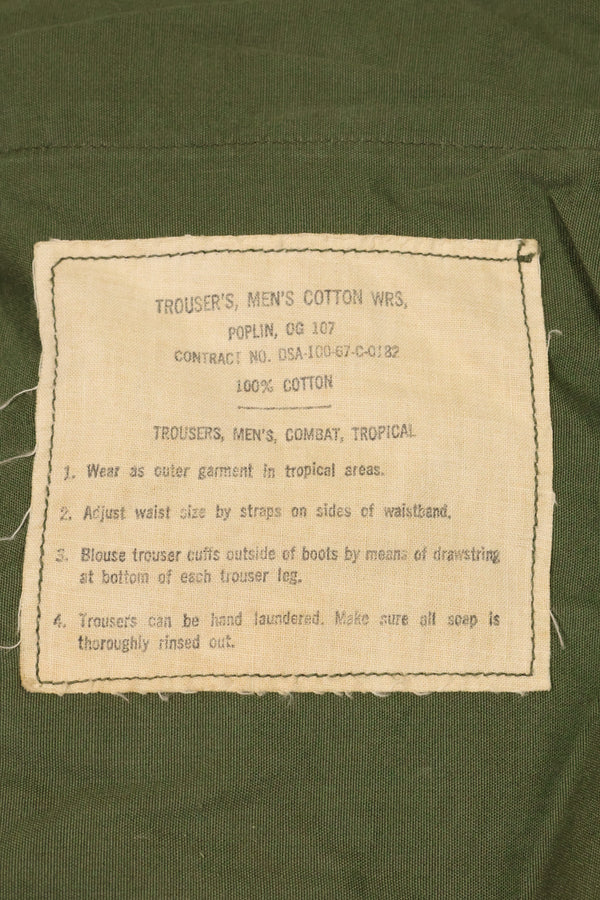 TROUSER'S, MEN'S COTTON WRS,
POPLIN, OG 107
CONTRACT NO. DSA-100-67-C-0182
100% COTTON
TROUSERS, MEN'S, COMBAT, TROPICAL
1. Wear as outer garment in tropical areas.
2. Adjust waist size by straps on sides of waistband.
3. Blouse trouser cuffs outside of boots by means of drawstring
at bottom of each trouser leg.
4. Trousers can be hand laundered. Make sure all soap is
thoroughly rinsed out.